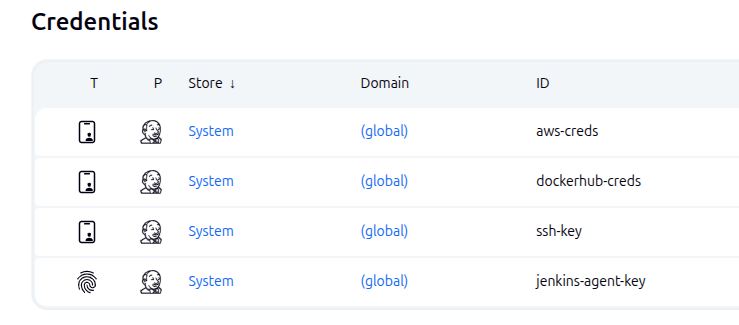 Credentials
T P Store ↓ Domain ID
System (global) aws-creds
System (global) dockerhub-creds
System (global) ssh-key
System (global) jenkins-agent-key